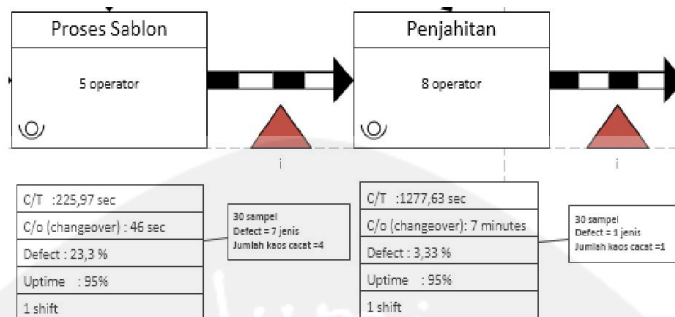 Proses Sablon
5 operator
i
Penjahitan
8 operator
i
C/T :225,97 sec
C/o (changeover) : 46 sec
Defect : 23,3 %
Uptime : 95%
1 shift
30 sampel
Defect = 7 jenis
Jumlah kaos cacat =4
C/T :1277,63 sec
C/o (changeover): 7 minutes
Defect : 3,33 %
Uptime : 95%
1 shift
30 sampel
Defect = 1 jenis
Jumlah kaos cacat =1